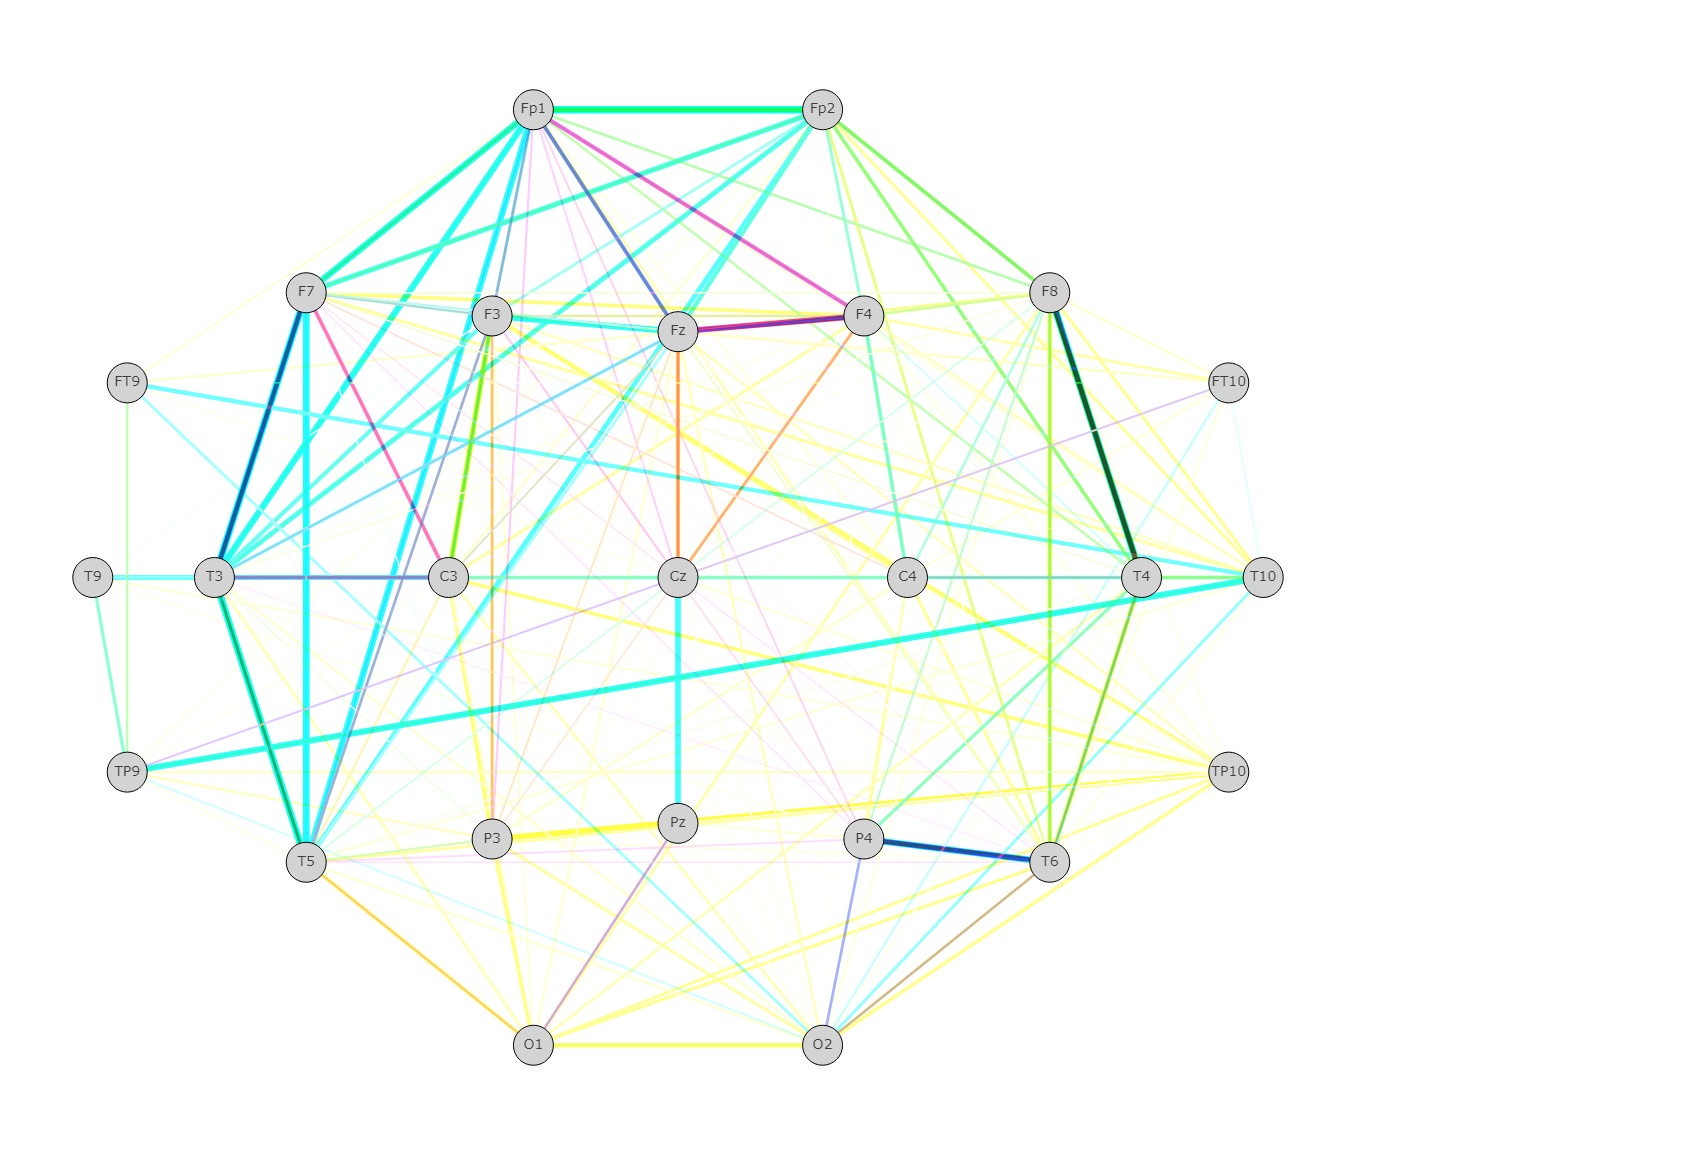 Fp1 Fp2
F7 F3 Fz F4 F8
FT9 FT10
T9 T3 C3 Cz C4 T4 T10
TP9 TP10
T5 P3 Pz P4 T6
O1 O2